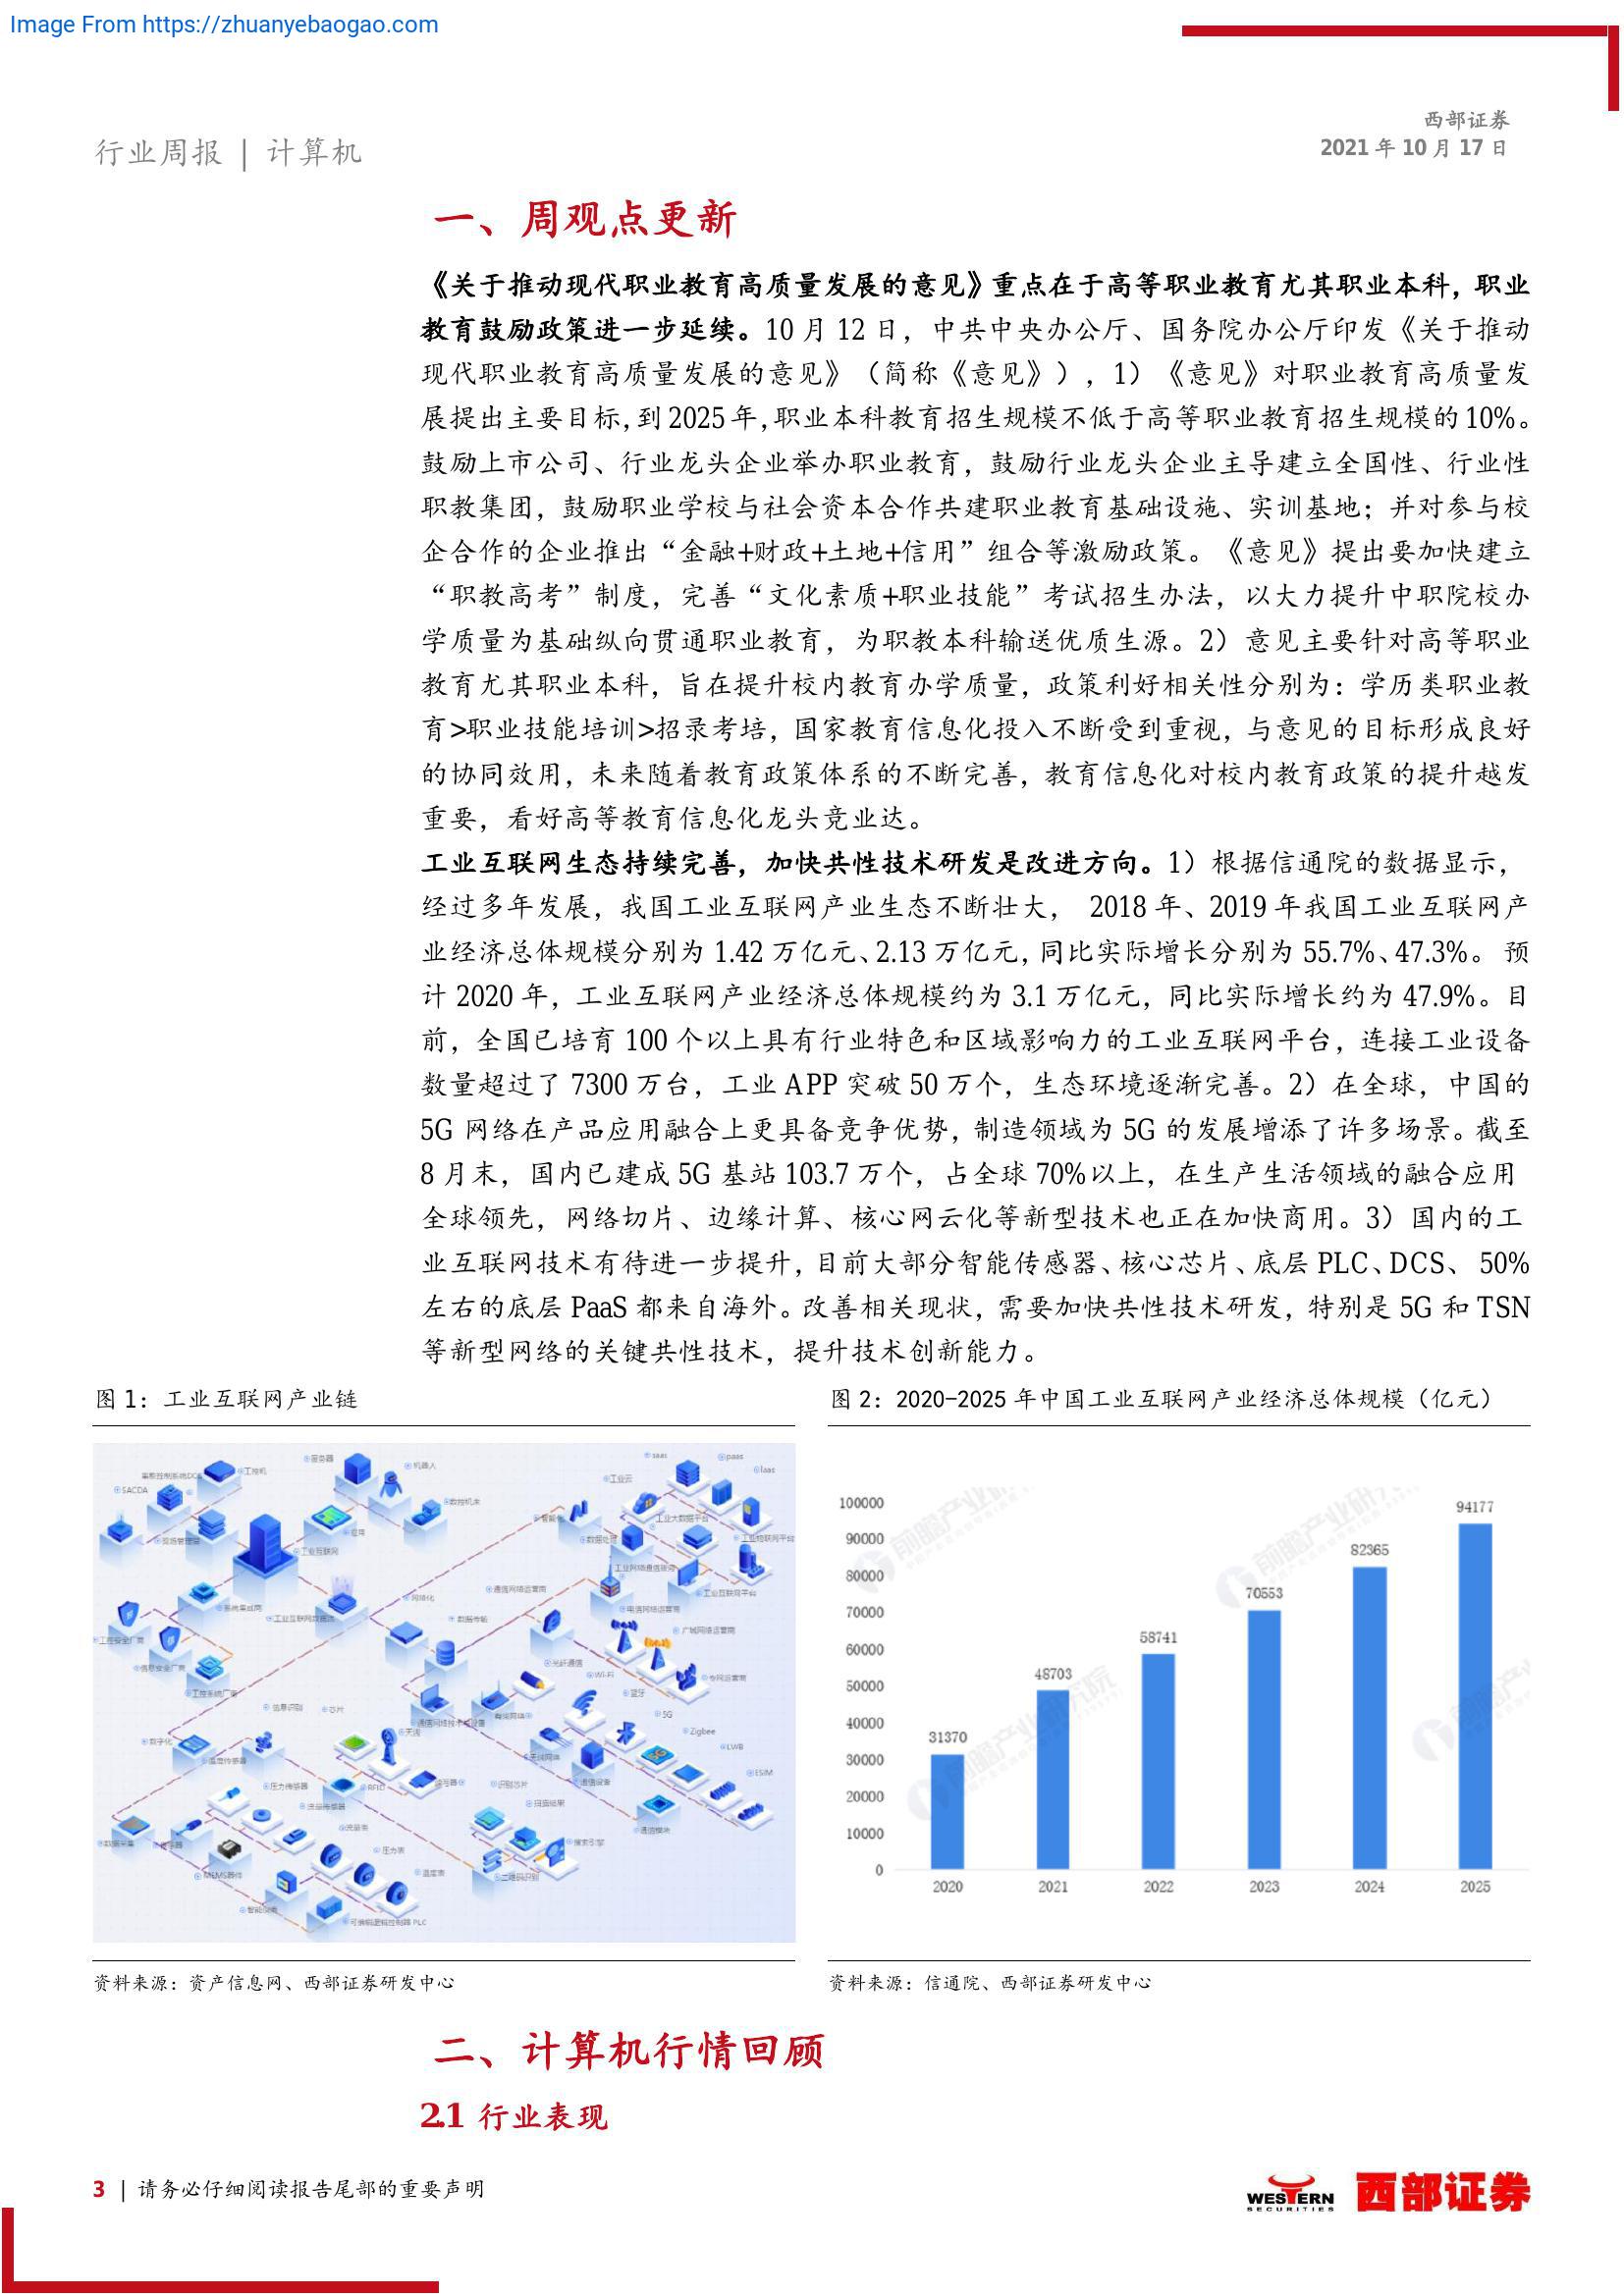 Image From https://zhuanyebaogao.com
行业周报 | 计算机
西部证券
2021 年 10 月 17 日
一、周观点更新
《关于推动现代职业教育高质量发展的意见》重点在于高等职业教育尤其职业本科，职业
教育鼓励政策进一步延续。10 月 12 日，中共中央办公厅、国务院办公厅印发《关于推动
现代职业教育高质量发展的意见》（简称《意见》），1）《意见》对职业教育高质量发
展提出主要目标，到 2025 年，职业本科教育招生规模不低于高等职业教育招生规模的 10%。
鼓励上市公司、行业龙头企业举办职业教育，鼓励行业龙头企业主导建立全国性、行业性
职教集团，鼓励职业学校与社会资本合作共建职业教育基础设施、实训基地；并对参与校
企合作的企业推出“金融+财政+土地+信用”组合等激励政策。《意见》提出要加快建立
“职教高考”制度，完善“文化素质+职业技能”考试招生办法，以大力提升中职院校办
学质量为基础纵向贯通职业教育，为职教本科输送优质生源。2）意见主要针对高等职业
教育尤其职业本科，旨在提升校内教育办学质量，政策利好相关性分别为：学历类职业教
育>职业技能培训>招录考培，国家教育信息化投入不断受到重视，与意见的目标形成良好
的协同效用，未来随着教育政策体系的不断完善，教育信息化对校内教育政策的提升越发
重要，看好高等教育信息化龙头竞业达。
工业互联网生态持续完善，加快共性技术研发是改进方向。1）根据信通院的数据显示，
经过多年发展，我国工业互联网产业生态不断壮大， 2018 年、2019 年我国工业互联网产
业经济总体规模分别为 1.42 万亿元、2.13 万亿元，同比实际增长分别为 55.7%、47.3%。 预
计 2020 年，工业互联网产业经济总体规模约为 3.1 万亿元，同比实际增长约为 47.9%。目
前，全国已培育 100 个以上具有行业特色和区域影响力的工业互联网平台，连接工业设备
数量超过了 7300 万台，工业 APP 突破 50 万个，生态环境逐渐完善。2）在全球，中国的
5G 网络在产品应用融合上更具备竞争优势，制造领域为 5G 的发展增添了许多场景。截至
8 月末，国内已建成 5G 基站 103.7 万个，占全球 70%以上，在生产生活领域的融合应用
全球领先，网络切片、边缘计算、核心网云化等新型技术也正在加快商用。3）国内的工
业互联网技术有待进一步提升，目前大部分智能传感器、核心芯片、底层 PLC、DCS、 50%
左右的底层 PaaS 都来自海外。改善相关现状，需要加快共性技术研发，特别是 5G 和 TSN
等新型网络的关键共性技术，提升技术创新能力。
图 1：工业互联网产业链
服务器
工控机
机器人
SACDA
数控机床
应用
工业互联网
系统集成商
工控安全厂商
信息安全厂商
工控系统厂商
信息识别
芯片
数字化
温度传感器
压力传感器
流量传感器
流量表
压力表
温度表
数据采集
传感器
MEMS器件
智能仪表
可编程逻辑控制器 PLC
天线
RFID
读写器
识别芯片
扫描结果
搜索引擎
二维码识别
网络化
数据传输
通信网络运营商
光纤通信
WI-FI
蓝牙
5G
Zigbee
LWB
ESIM
通信设备
通信模块
无线网络
有线网络
saas
paas
Iaas
工业云
工业大数据平台
工业物联网平台
工业互联网平台
数据处理
电信网络运营商
广域网络运营商
专网运营商
图 2：2020-2025 年中国工业互联网产业经济总体规模（亿元）
100000
90000
80000
70000
60000
50000
40000
30000
20000
10000
0
31370
48703
58741
70553
82365
94177
2020 2021 2022 2023 2024 2025
前瞻产业研究院
资料来源：资产信息网、西部证券研发中心
资料来源：信通院、西部证券研发中心
二、计算机行情回顾
2.1 行业表现
3 | 请务必仔细阅读报告尾部的重要声明
WESTERN
SECURITIES
西部证券